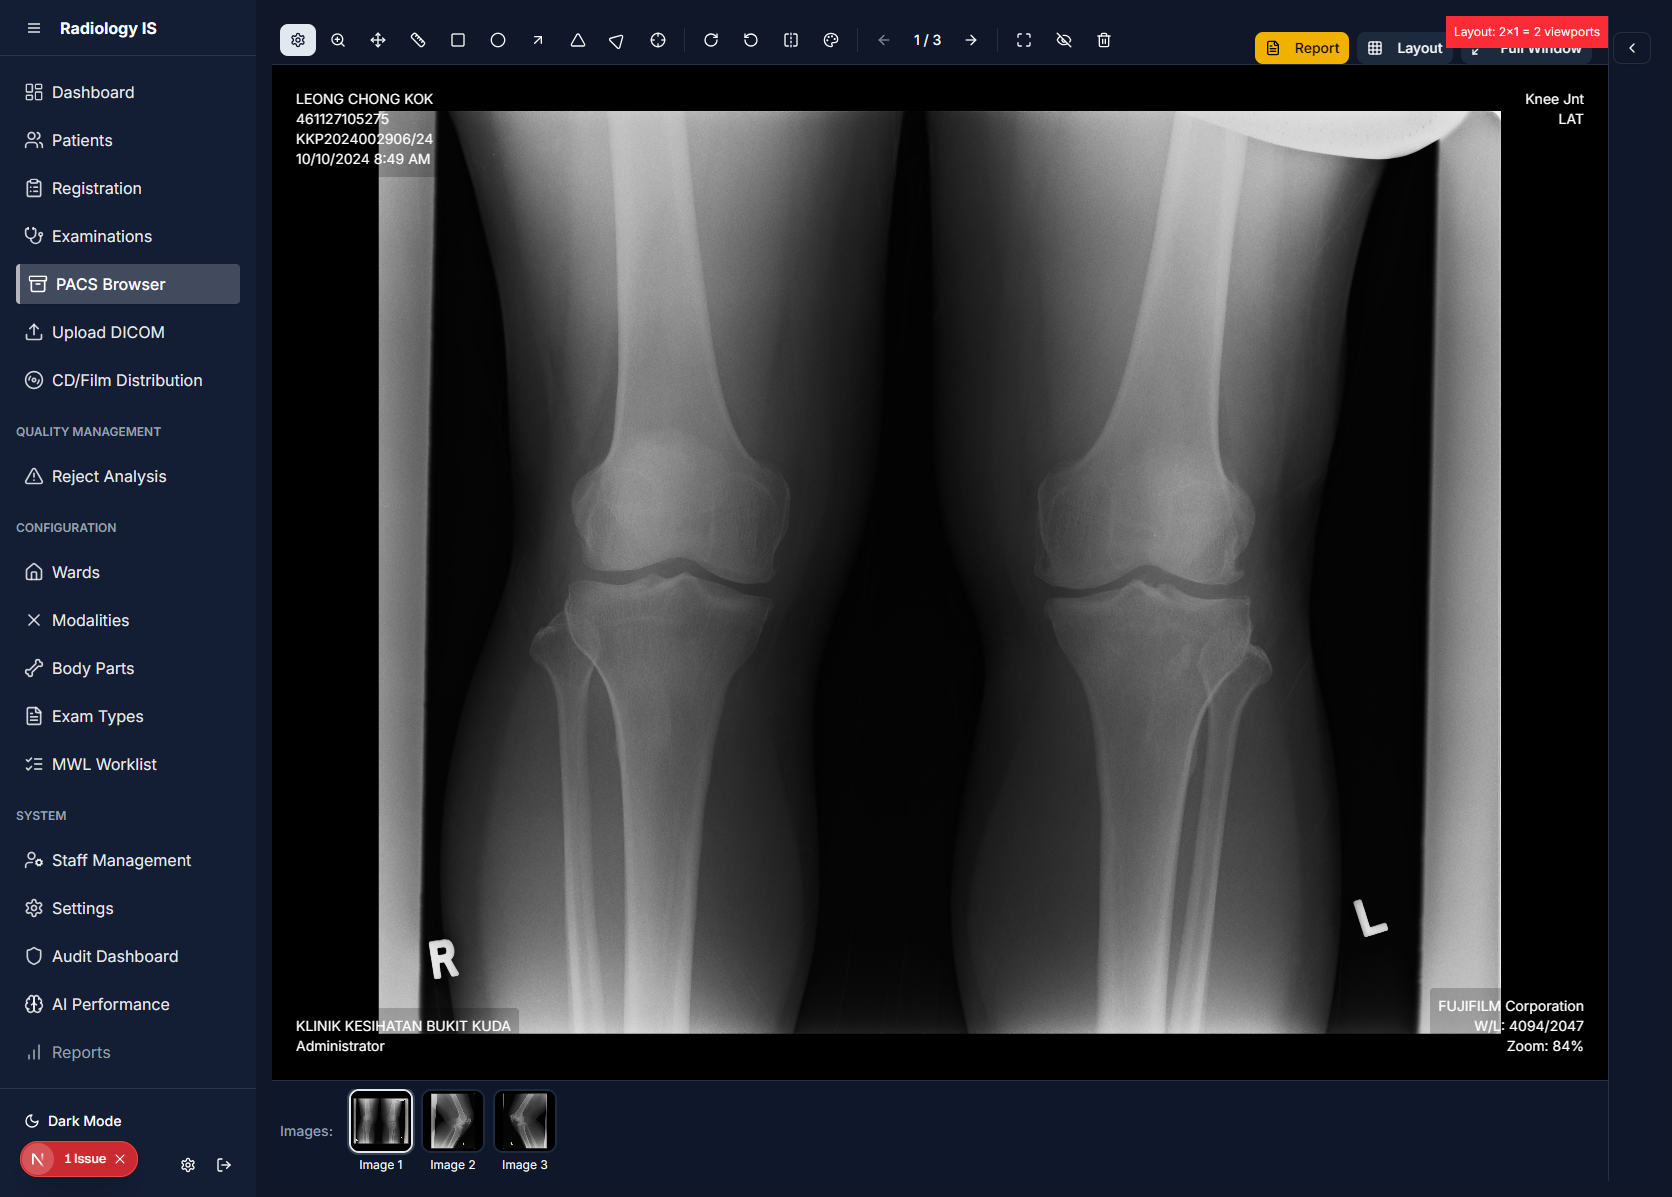 Radiology IS
Dashboard
Patients
Registration
Examinations
PACS Browser
Upload DICOM
CD/Film Distribution
QUALITY MANAGEMENT
Reject Analysis
CONFIGURATION
Wards
Modalities
Body Parts
Exam Types
MWL Worklist
SYSTEM
Staff Management
Settings
Audit Dashboard
AI Performance
Reports
Dark Mode
N 1 Issue
1 / 3
Report
Layout
Full Window
Layout: 2×1 = 2 viewports
LEONG CHONG KOK
461127105275
KKP2024002906/24
10/10/2024 8:49 AM
Knee Jnt
LAT
R
L
KLINIK KESIHATAN BUKIT KUDA
Administrator
FUJIFILM Corporation
W/L: 4094/2047
Zoom: 84%
Images:
Image 1
Image 2
Image 3